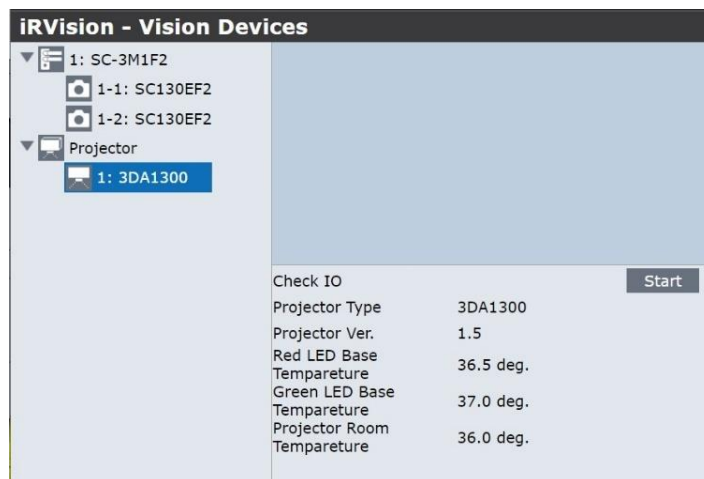 iRVision - Vision Devices
1: SC-3M1F2
1-1: SC130EF2
1-2: SC130EF2
Projector
1: 3DA1300
Check IO Start
Projector Type 3DA1300
Projector Ver. 1.5
Red LED Base
Tempareture 36.5 deg.
Green LED Base
Tempareture 37.0 deg.
Projector Room
Tempareture 36.0 deg.